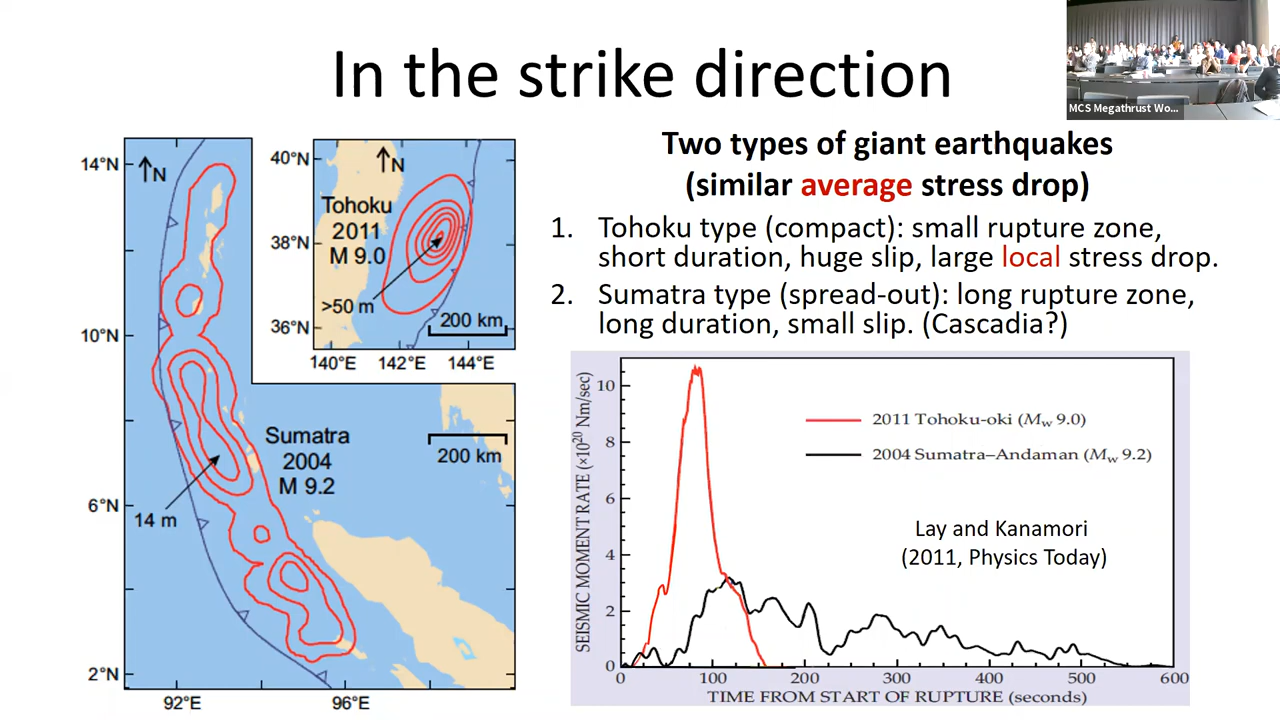 In the strike direction
MCS Megathrust Wo...
Two types of giant earthquakes
(similar average stress drop)
1. Tohoku type (compact): small rupture zone,
short duration, huge slip, large local stress drop.
2. Sumatra type (spread-out): long rupture zone,
long duration, small slip. (Cascadia?)
14°N
10°N
6°N
2°N
92°E
96°E
N
Sumatra
2004
M 9.2
14 m
200 km
40°N
38°N
36°N
140°E
142°E
144°E
N
Tohoku
2011
M 9.0
>50 m
200 km
SEISMIC MOMENT RATE (×10²⁰ Nm/sec)
10
8
6
4
2
0
0
100
200
300
400
500
600
TIME FROM START OF RUPTURE (seconds)
2011 Tohoku-oki (Mw 9.0)
2004 Sumatra–Andaman (Mw 9.2)
Lay and Kanamori
(2011, Physics Today)